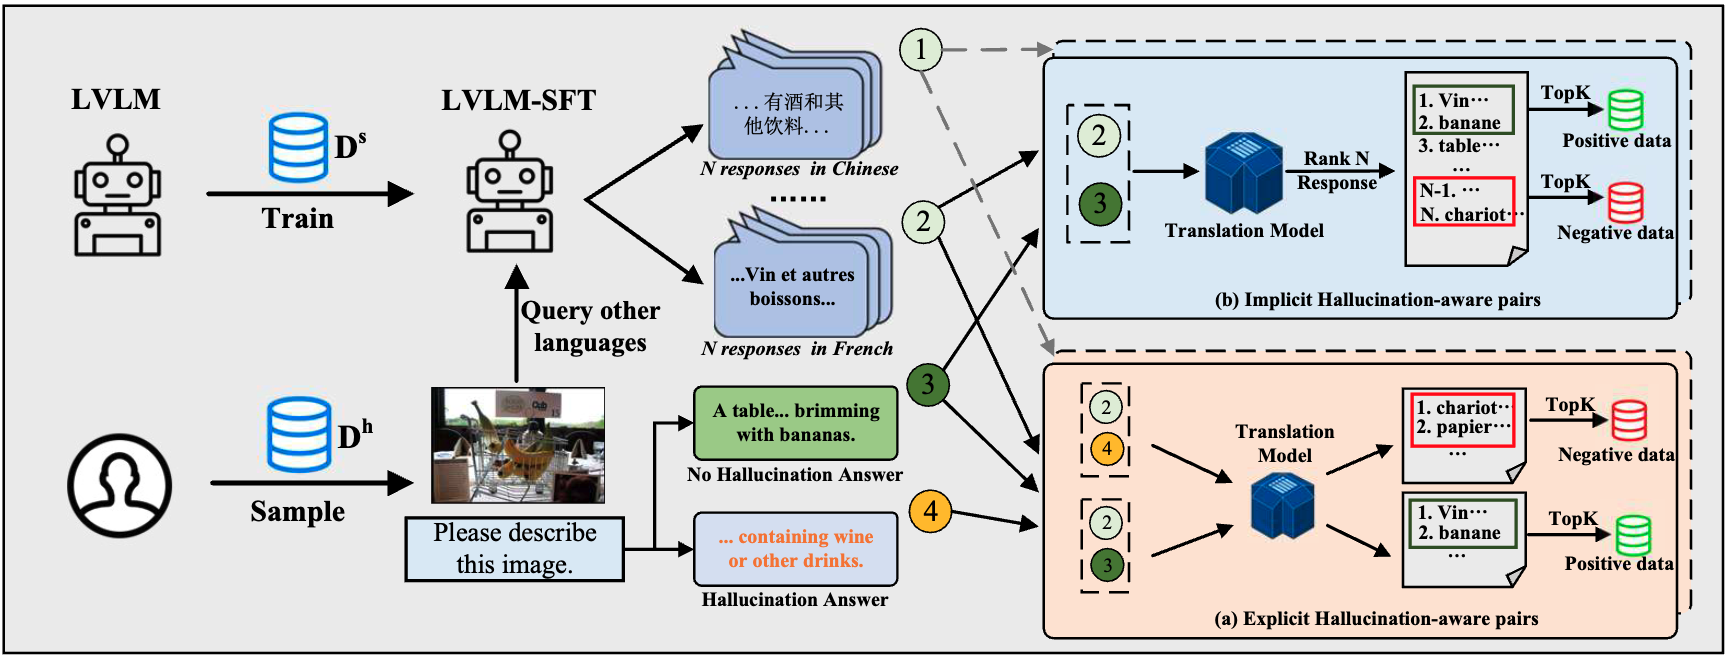 LVLM
D^s
Train
LVLM-SFT
... 有酒和其
他饮料...
N responses in Chinese
......
...Vin et autres
boissons...
N responses in French
Query other
languages
D^h
Sample
Cub
Please describe
this image.
A table... brimming
with bananas.
No Hallucination Answer
... containing wine
or other drinks.
Hallucination Answer
1
2
3
4
2
3
Translation Model
Rank N
Response
1. Vin...
2. banane
3. table...
...
N-1. ...
N. chariot...
TopK
Positive data
TopK
Negative data
(b) Implicit Hallucination-aware pairs
2
4
2
3
Translation
Model
1. chariot...
2. papier...
...
TopK
Negative data
1. Vin...
2. banane
...
TopK
Positive data
(a) Explicit Hallucination-aware pairs